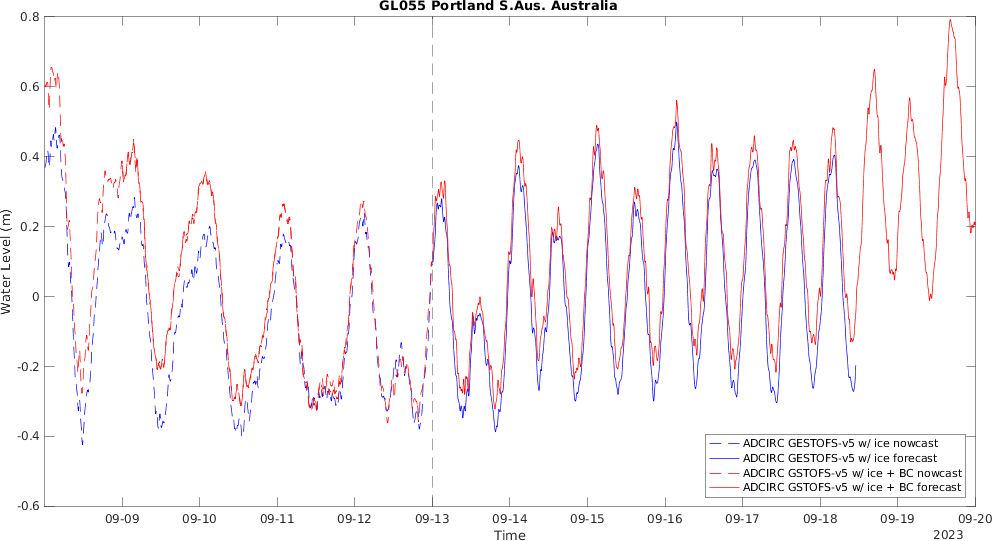 GL055 Portland S.Aus. Australia
0.8
0.6
0.4
0.2
0
-0.2
-0.4
-0.6
Water Level (m)
ADCIRC GESTOFS-v5 w/ ice nowcast
ADCIRC GESTOFS-v5 w/ ice forecast
ADCIRC GSTOFS-v5 w/ ice + BC nowcast
ADCIRC GSTOFS-v5 w/ ice + BC forecast
09-09 09-10 09-11 09-12 09-13 09-14 09-15 09-16 09-17 09-18 09-19 09-20
Time
2023